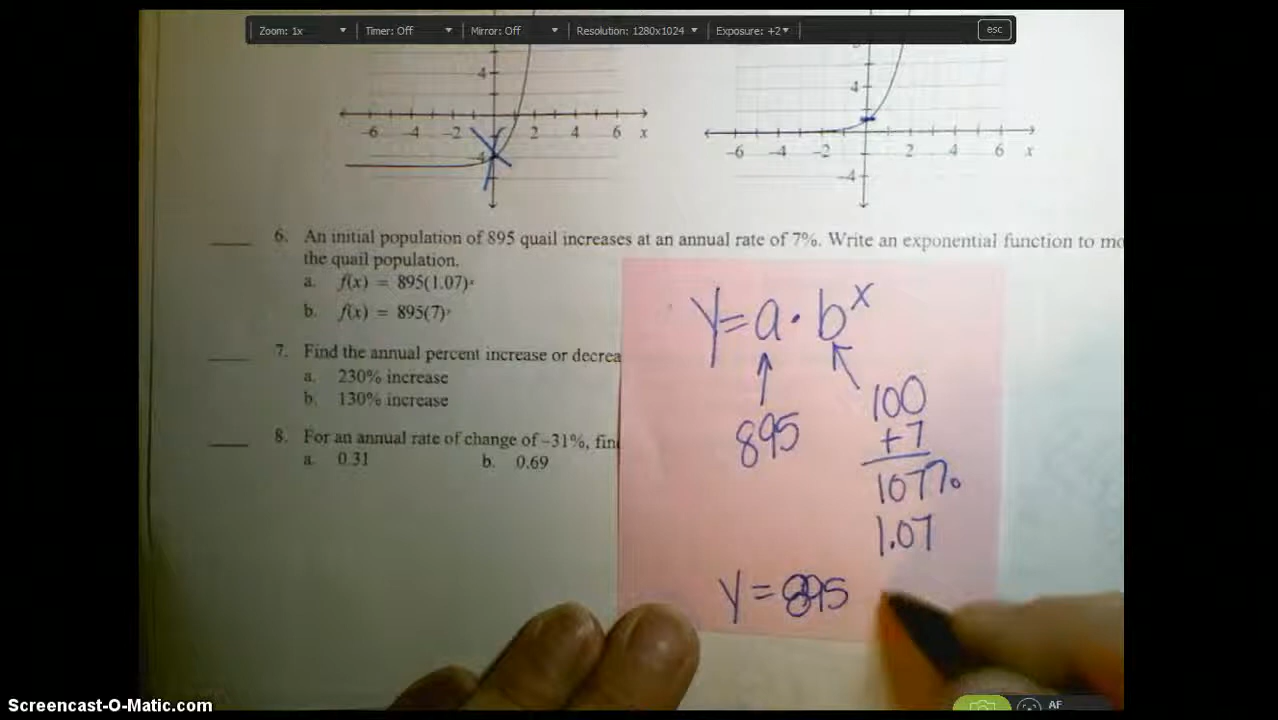 Zoom: 1x Timer: Off Mirror: Off Resolution: 1280x1024 Exposure: +2 esc
4
-6 -4 -2 2 4 6 x
-4
4
-6 -4 -2 2 4 6 x
-4
6. An initial population of 895 quail increases at an annual rate of 7%. Write an exponential function to mo
the quail population.
a. f(x) = 895(1.07)x
b. f(x) = 895(7)
7. Find the annual percent increase or decrea
a. 230% increase
b. 130% increase
8. For an annual rate of change of –31%, fin
a. 0.31 b. 0.69
y = a · b^x
895
100
+7
107%
1.07
y = 895
AF
Screencast-O-Matic.com